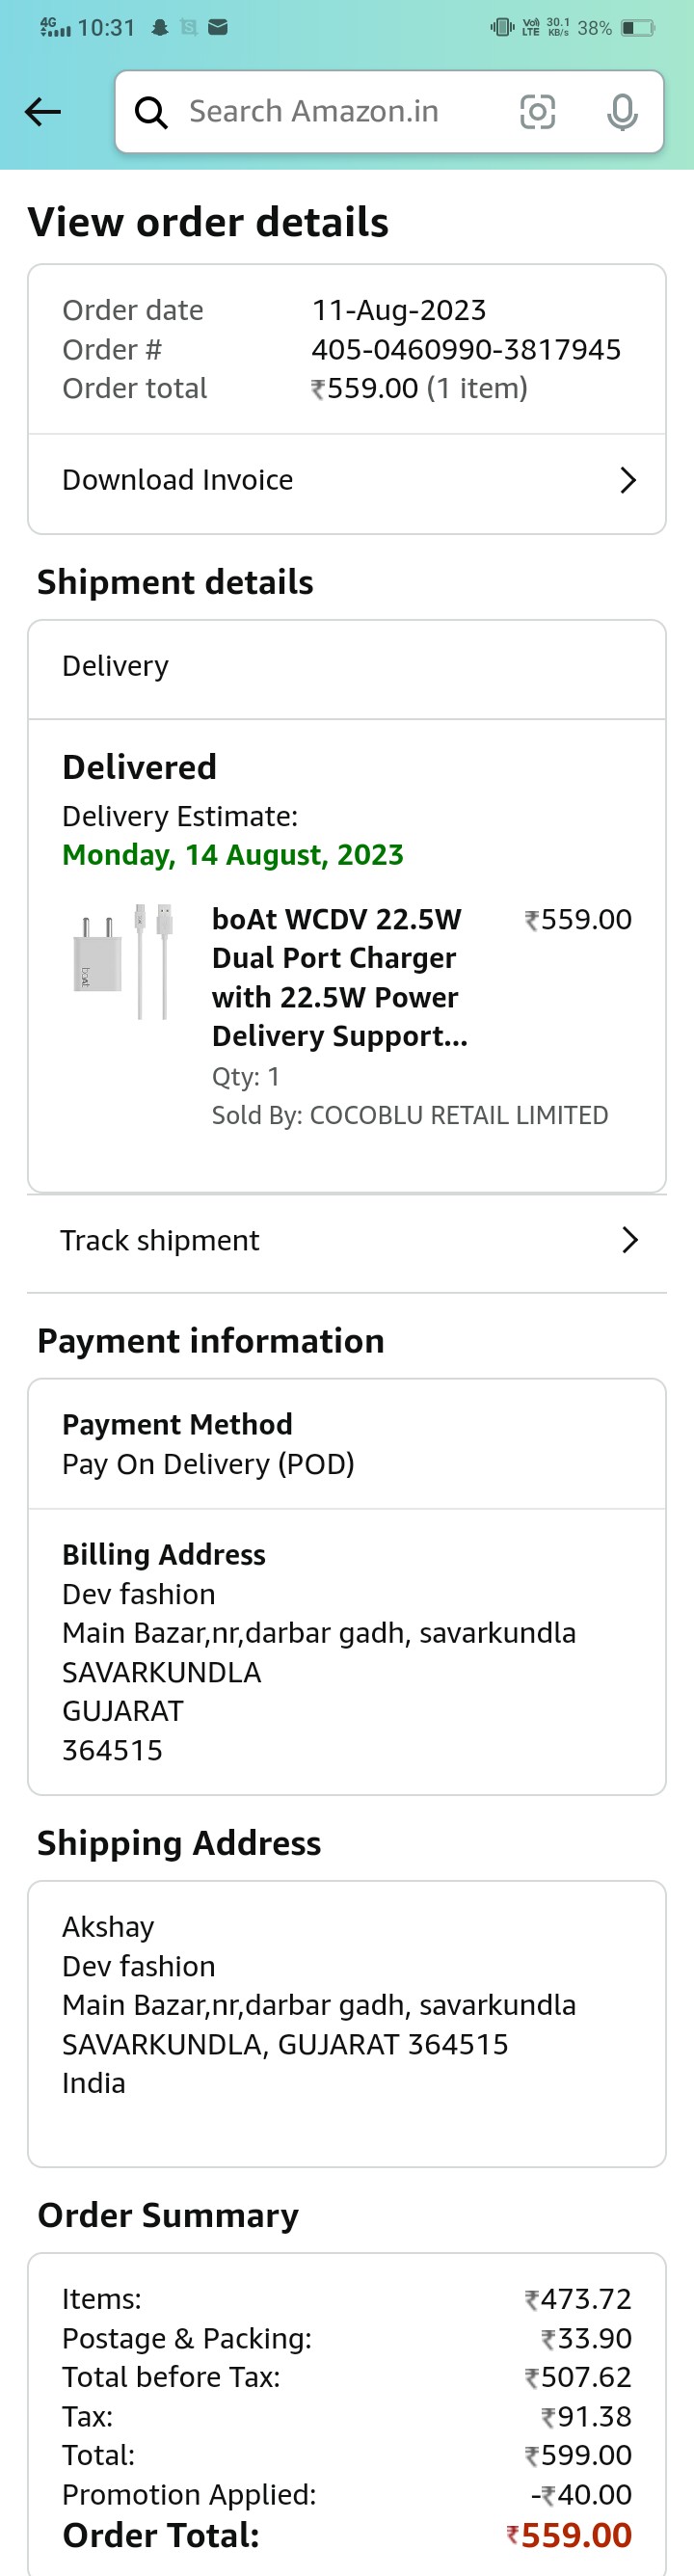 4G 10:31 VoI) LTE 30.1 KB/s 38%
Search Amazon.in
View order details
Order date 11-Aug-2023
Order # 405-0460990-3817945
Order total ₹559.00 (1 item)
Download Invoice
Shipment details
Delivery
Delivered
Delivery Estimate:
Monday, 14 August, 2023
boAt
boAt WCDV 22.5W ₹559.00
Dual Port Charger
with 22.5W Power
Delivery Support...
Qty: 1
Sold By: COCOBLU RETAIL LIMITED
Track shipment
Payment information
Payment Method
Pay On Delivery (POD)
Billing Address
Dev fashion
Main Bazar,nr,darbar gadh, savarkundla
SAVARKUNDLA
GUJARAT
364515
Shipping Address
Akshay
Dev fashion
Main Bazar,nr,darbar gadh, savarkundla
SAVARKUNDLA, GUJARAT 364515
India
Order Summary
Items: ₹473.72
Postage & Packing: ₹33.90
Total before Tax: ₹507.62
Tax: ₹91.38
Total: ₹599.00
Promotion Applied: -₹40.00
Order Total: ₹559.00